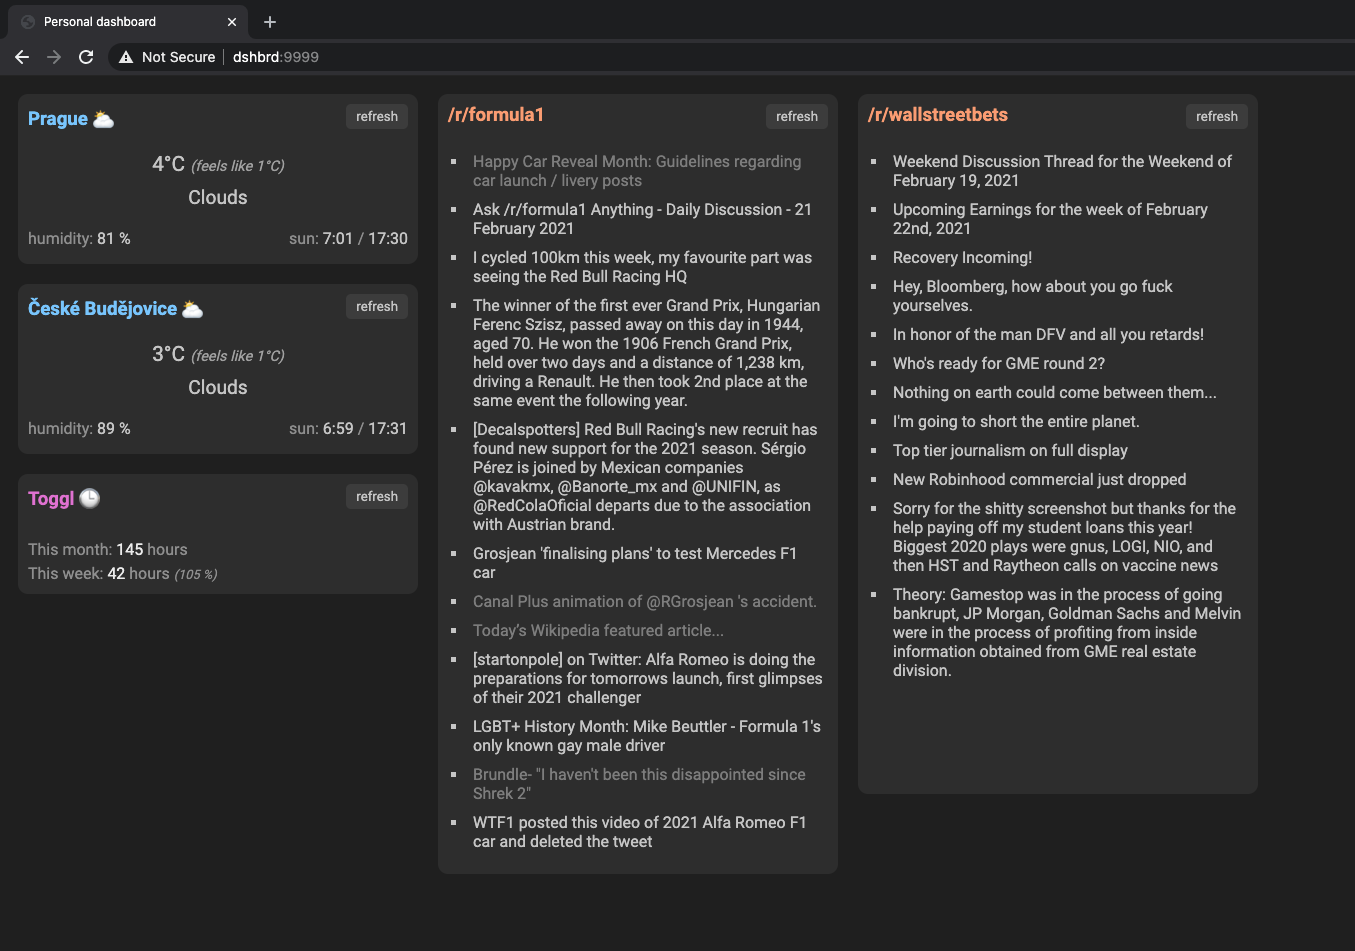 Personal dashboard
Not Secure dshbrd:9999
Prague
refresh
4°C (feels like 1°C)
Clouds
humidity: 81 %
sun: 7:01 / 17:30
České Budějovice
refresh
3°C (feels like 1°C)
Clouds
humidity: 89 %
sun: 6:59 / 17:31
Toggl
refresh
This month: 145 hours
This week: 42 hours (105 %)
/r/formula1
refresh
Happy Car Reveal Month: Guidelines regarding
car launch / livery posts
Ask /r/formula1 Anything - Daily Discussion - 21
February 2021
I cycled 100km this week, my favourite part was
seeing the Red Bull Racing HQ
The winner of the first ever Grand Prix, Hungarian
Ferenc Szisz, passed away on this day in 1944,
aged 70. He won the 1906 French Grand Prix,
held over two days and a distance of 1,238 km,
driving a Renault. He then took 2nd place at the
same event the following year.
[Decalspotters] Red Bull Racing's new recruit has
found new support for the 2021 season. Sérgio
Pérez is joined by Mexican companies
@kavakmx, @Banorte_mx and @UNIFIN, as
@RedColaOficial departs due to the association
with Austrian brand.
Grosjean 'finalising plans' to test Mercedes F1
car
Canal Plus animation of @RGrosjean 's accident.
Today's Wikipedia featured article...
[startonpole] on Twitter: Alfa Romeo is doing the
preparations for tomorrows launch, first glimpses
of their 2021 challenger
LGBT+ History Month: Mike Beuttler - Formula 1's
only known gay male driver
Brundle- "I haven't been this disappointed since
Shrek 2"
WTF1 posted this video of 2021 Alfa Romeo F1
car and deleted the tweet
/r/wallstreetbets
refresh
Weekend Discussion Thread for the Weekend of
February 19, 2021
Upcoming Earnings for the week of February
22nd, 2021
Recovery Incoming!
Hey, Bloomberg, how about you go fuck
yourselves.
In honor of the man DFV and all you retards!
Who's ready for GME round 2?
Nothing on earth could come between them...
I'm going to short the entire planet.
Top tier journalism on full display
New Robinhood commercial just dropped
Sorry for the shitty screenshot but thanks for the
help paying off my student loans this year!
Biggest 2020 plays were gnus, LOGI, NIO, and
then HST and Raytheon calls on vaccine news
Theory: Gamestop was in the process of going
bankrupt, JP Morgan, Goldman Sachs and Melvin
were in the process of profiting from inside
information obtained from GME real estate
division.